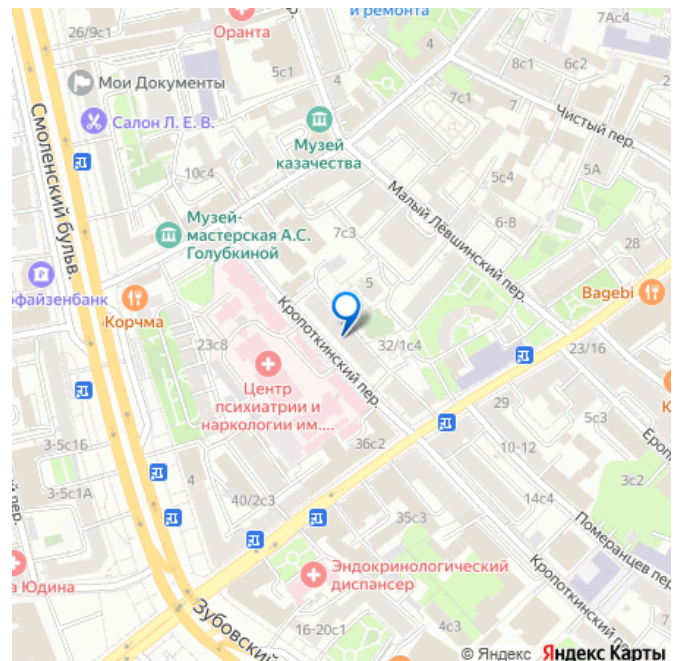 и ремонта
26/9с1
Оранта
7Ас4
4
8с1
6с2
5с1
4
Мои Документы
7с1
7
Чистый пер.
Салон Л. Е. В.
Музей
казачества
Смоленский бульв.
10с4
5А
5с4
Малый Лёвшинский пер.
Музей-
мастерская А.С.
Голубкиной
6-8
7с3
28
офайзенбанк
5
Bagebi
Корчма
Кропоткинский пер.
23с8
32/1с4
23/16
Центр
психиатрии и
наркологии им. ...
29
5с3
3-5с1Б
36с2
10-12
3с2
3-5с1А
4
40/2с3
14с4
пер.
35с3
Померанцев пер.
Эндокринологический
диспансер
а Юдина
Кропоткинский
Зубовский
16-20с1
4с3
© Яндекс Яндекс Карты